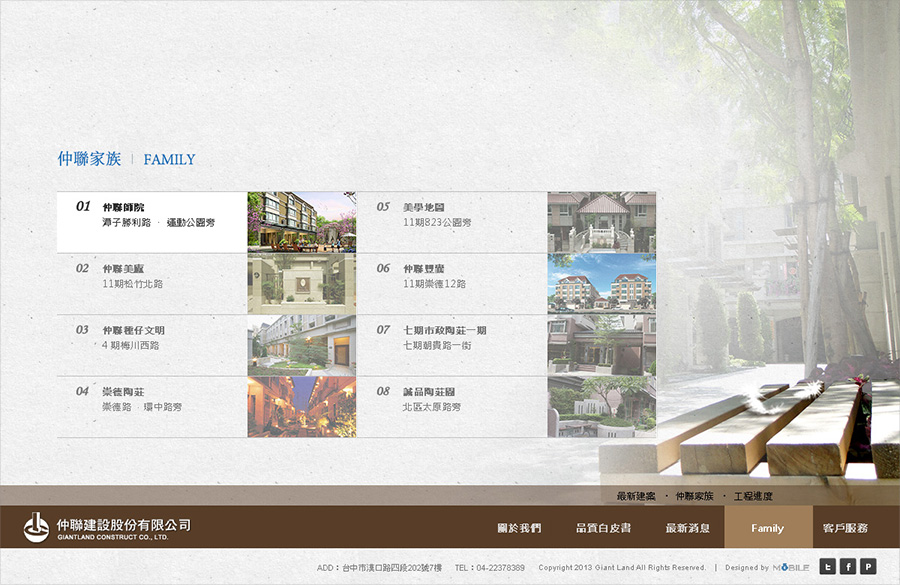 仲聯家族 | FAMILY
01 仲聯師院
潭子勝利路 · 運動公園旁
02 仲聯美廬
11期松竹北路
03 仲聯種仔文明
4期梅川西路
04 崇德陶莊
崇德路 · 環中路旁
05 美學地圖
11期823公園旁
06 仲聯豐業
11期崇德12路
07 七期市政陶莊一期
七期朝貴路一街
08 誠品陶莊園
北區太原路旁
最新建案 · 仲聯家族 · 工程進度
仲聯建設股份有限公司
GIANTLAND CONSTRUCT CO., LTD.
關於我們 品質白皮書 最新消息 Family 客戶服務
ADD：台中市漢口路四段202號7樓 TEL：04-22378389 Copyright 2013 Giant Land All Rights Reserved. | Designed by MOBILE